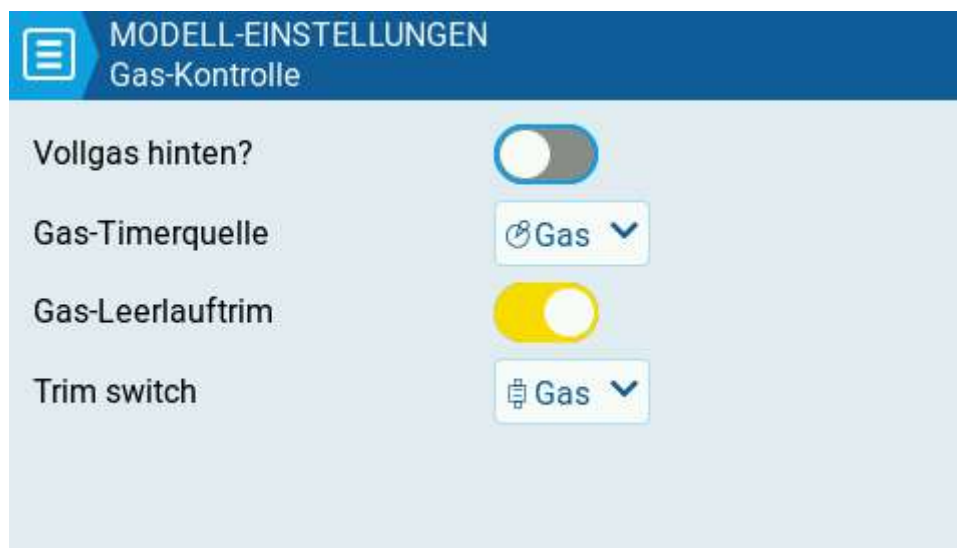 MODELL-EINSTELLUNGEN
Gas-Kontrolle
Vollgas hinten?
Gas-Timerquelle
Gas
Gas-Leerlauftrim
Trim switch
Gas